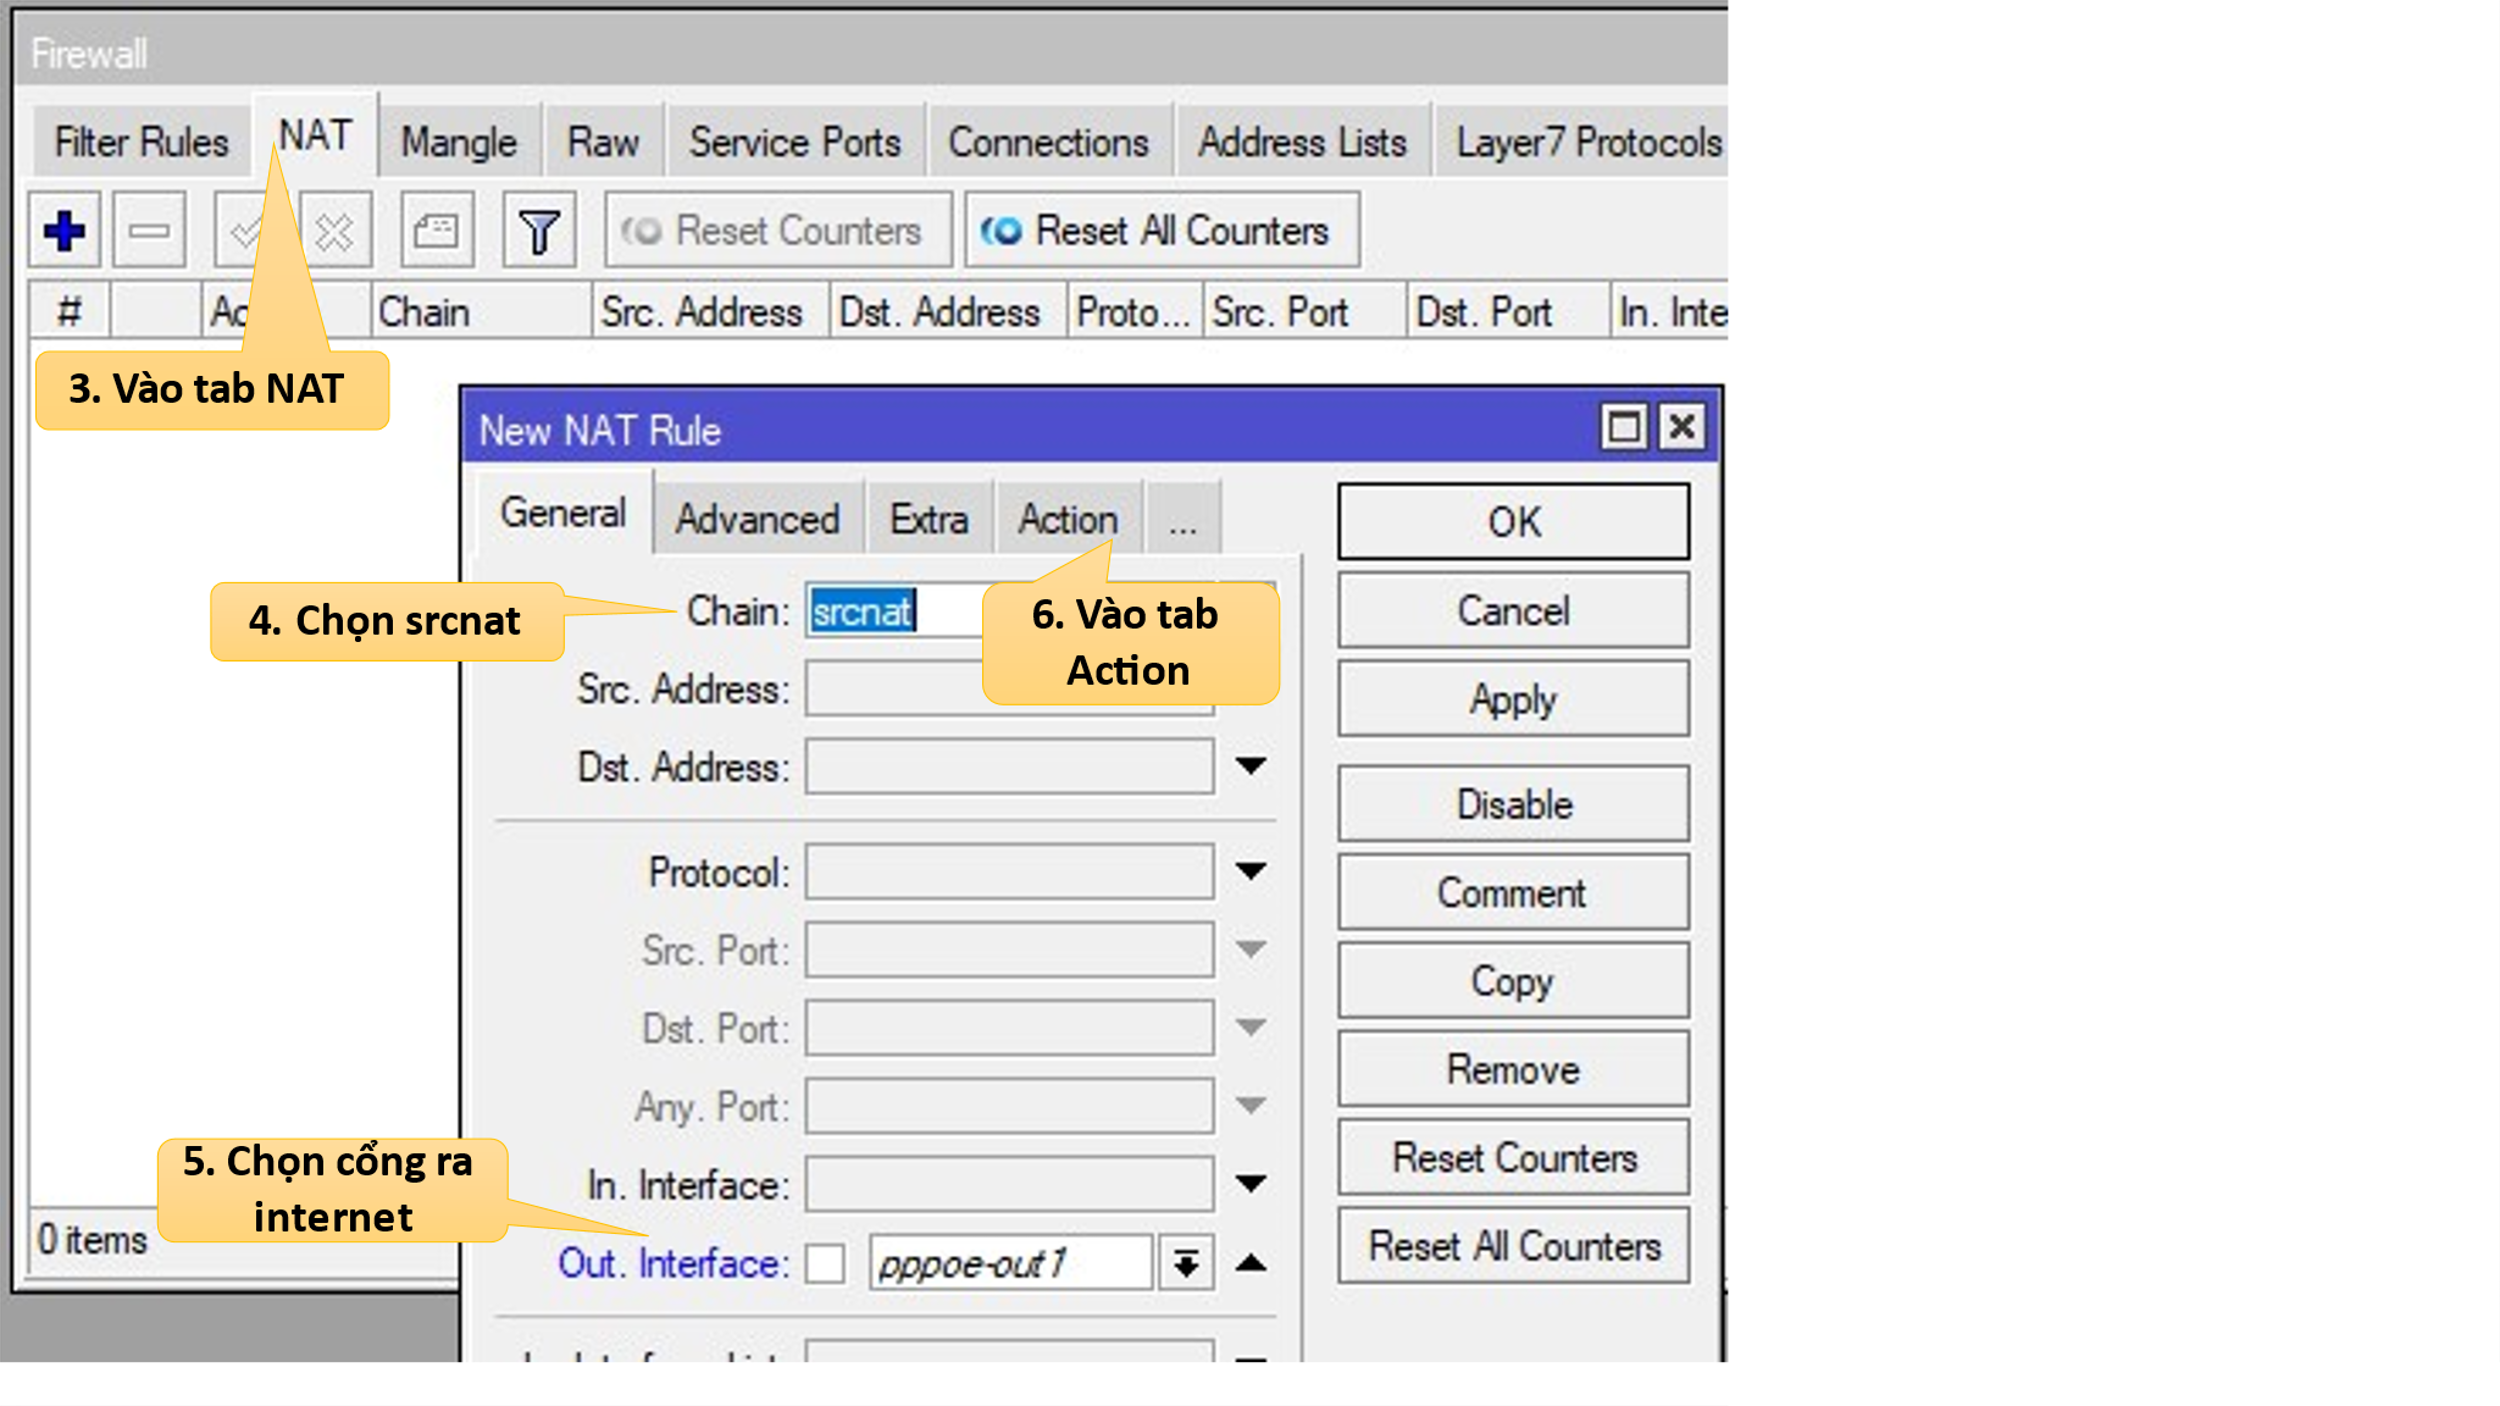 Firewall
Filter Rules NAT Mangle Raw Service Ports Connections Address Lists Layer7 Protocols
Reset Counters Reset All Counters
# Chain Src. Address Dst. Address Proto... Src. Port Dst. Port In. Inte
3. Vào tab NAT
New NAT Rule
General Advanced Extra Action ...
OK
4. Chọn srcnat
Chain: srcnat
6. Vào tab
Action
Cancel
Src. Address:
Apply
Dst. Address:
Disable
Protocol:
Comment
Src. Port:
Copy
Dst. Port:
Remove
Any. Port:
5. Chọn cổng ra
internet
In. Interface:
Reset Counters
0 items
Out. Interface: pppoe-out1
Reset All Counters